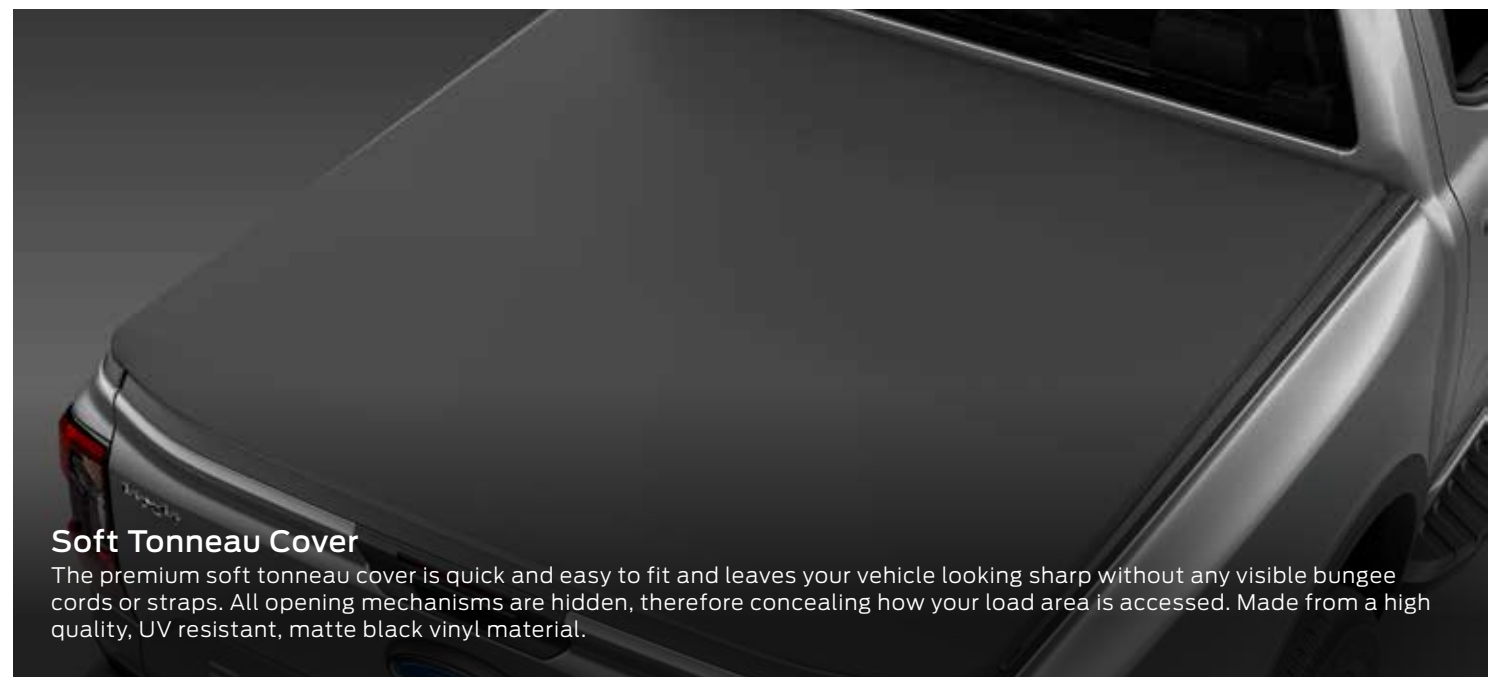 Soft Tonneau Cover
The premium soft tonneau cover is quick and easy to fit and leaves your vehicle looking sharp without any visible bungee
cords or straps. All opening mechanisms are hidden, therefore concealing how your load area is accessed. Made from a high
quality, UV resistant, matte black vinyl material.